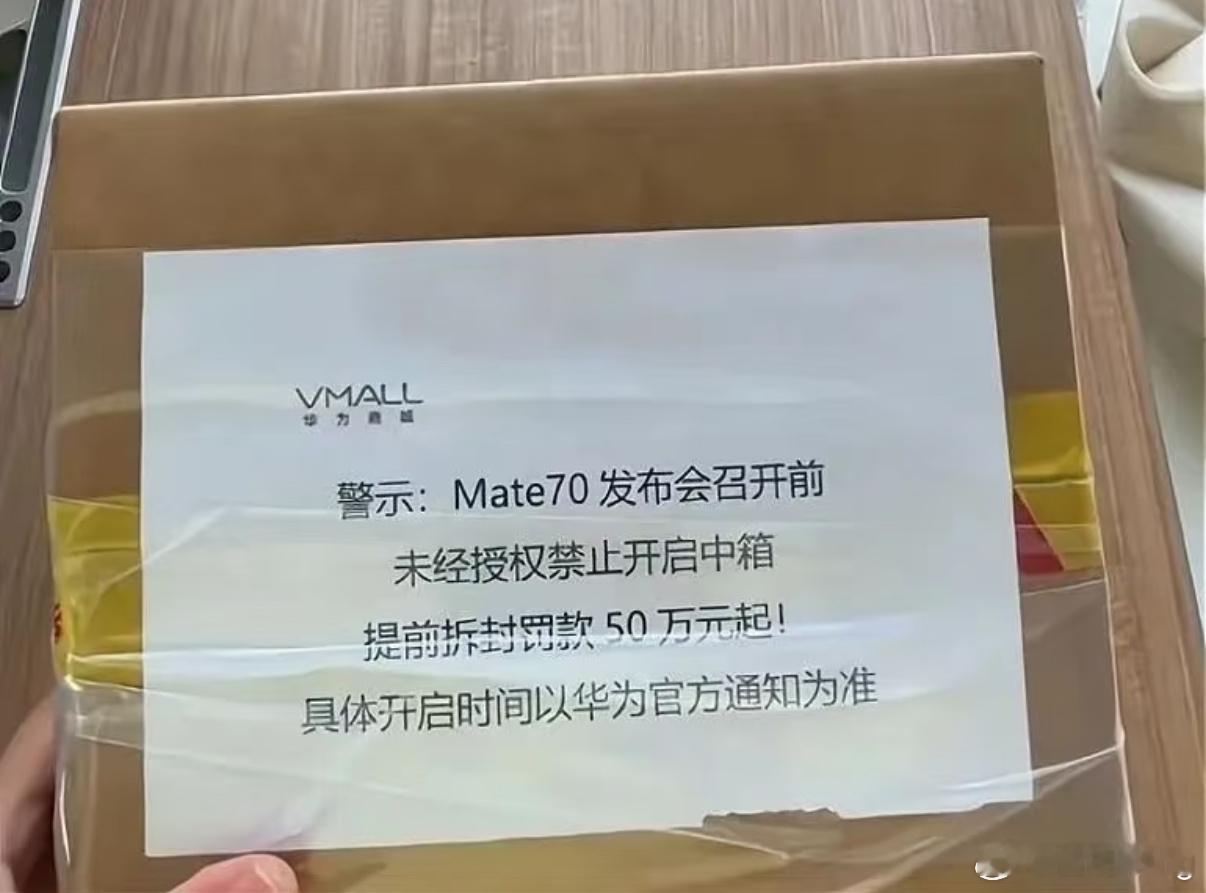 VMALL
华为商城
警示：Mate70 发布会召开前
未经授权禁止开启中箱
提前拆封罚款 50 万元起！
具体开启时间以华为官方通知为准